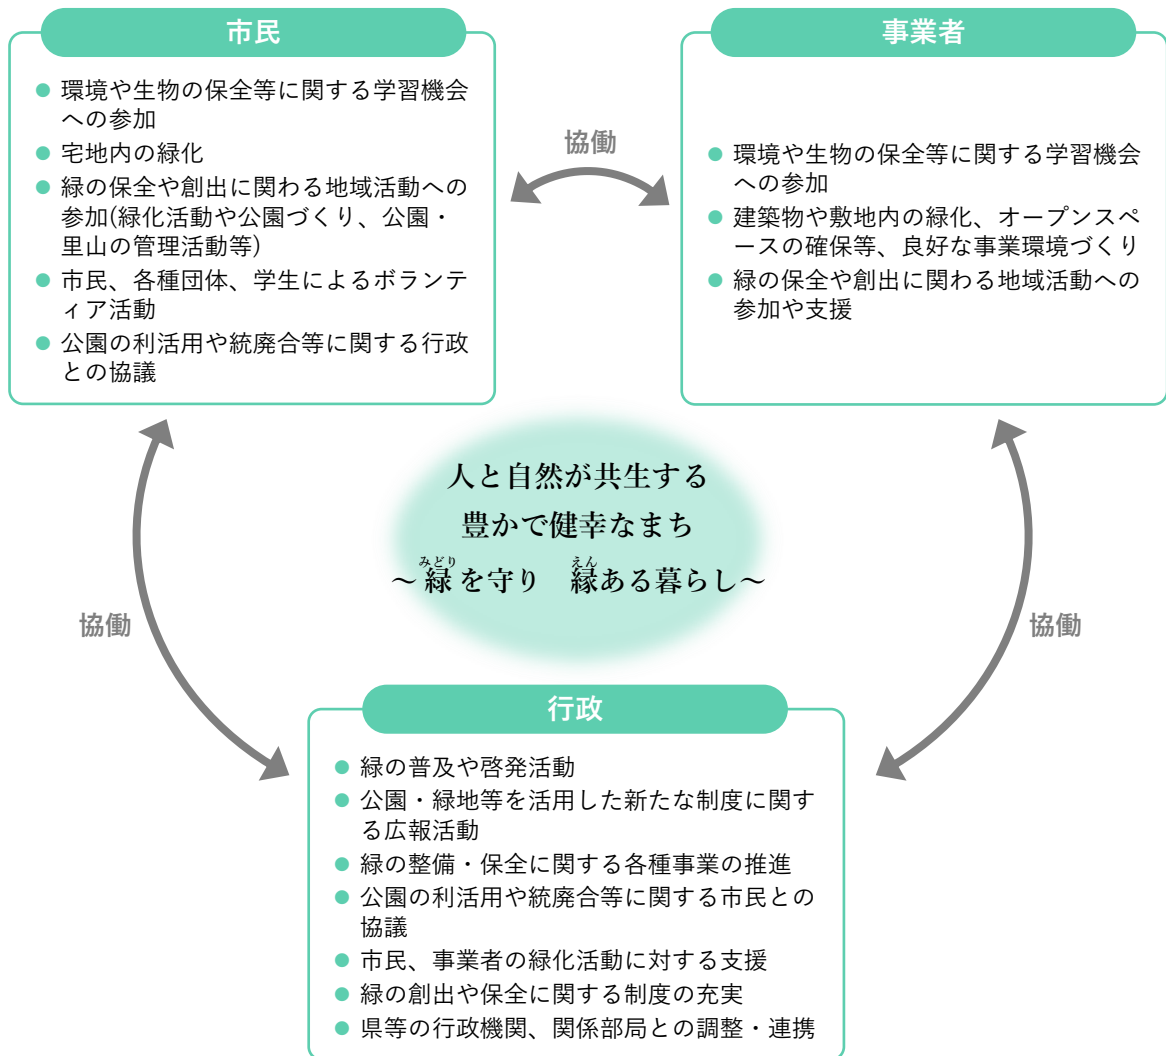 市民
環境や生物の保全等に関する学習機会
への参加
宅地内の緑化
緑の保全や創出に関わる地域活動への
参加(緑化活動や公園づくり、公園・
里山の管理活動等)
市民、各種団体、学生によるボランテ
ィア活動
公園の利活用や統廃合等に関する行政
との協議
協働
事業者
環境や生物の保全等に関する学習機会
への参加
建築物や敷地内の緑化、オープンスペ
ースの確保等、良好な事業環境づくり
緑の保全や創出に関わる地域活動への
参加や支援
人と自然が共生する
豊かで健幸なまち
みどり えん
～緑を守り　縁ある暮らし～
協働
協働
行政
緑の普及や啓発活動
公園・緑地等を活用した新たな制度に関す
る広報活動
緑の整備・保全に関する各種事業の推進
公園の利活用や統廃合等に関する市民との
協議
市民、事業者の緑化活動に対する支援
緑の創出や保全に関する制度の充実
県等の行政機関、関係部局との調整・連携